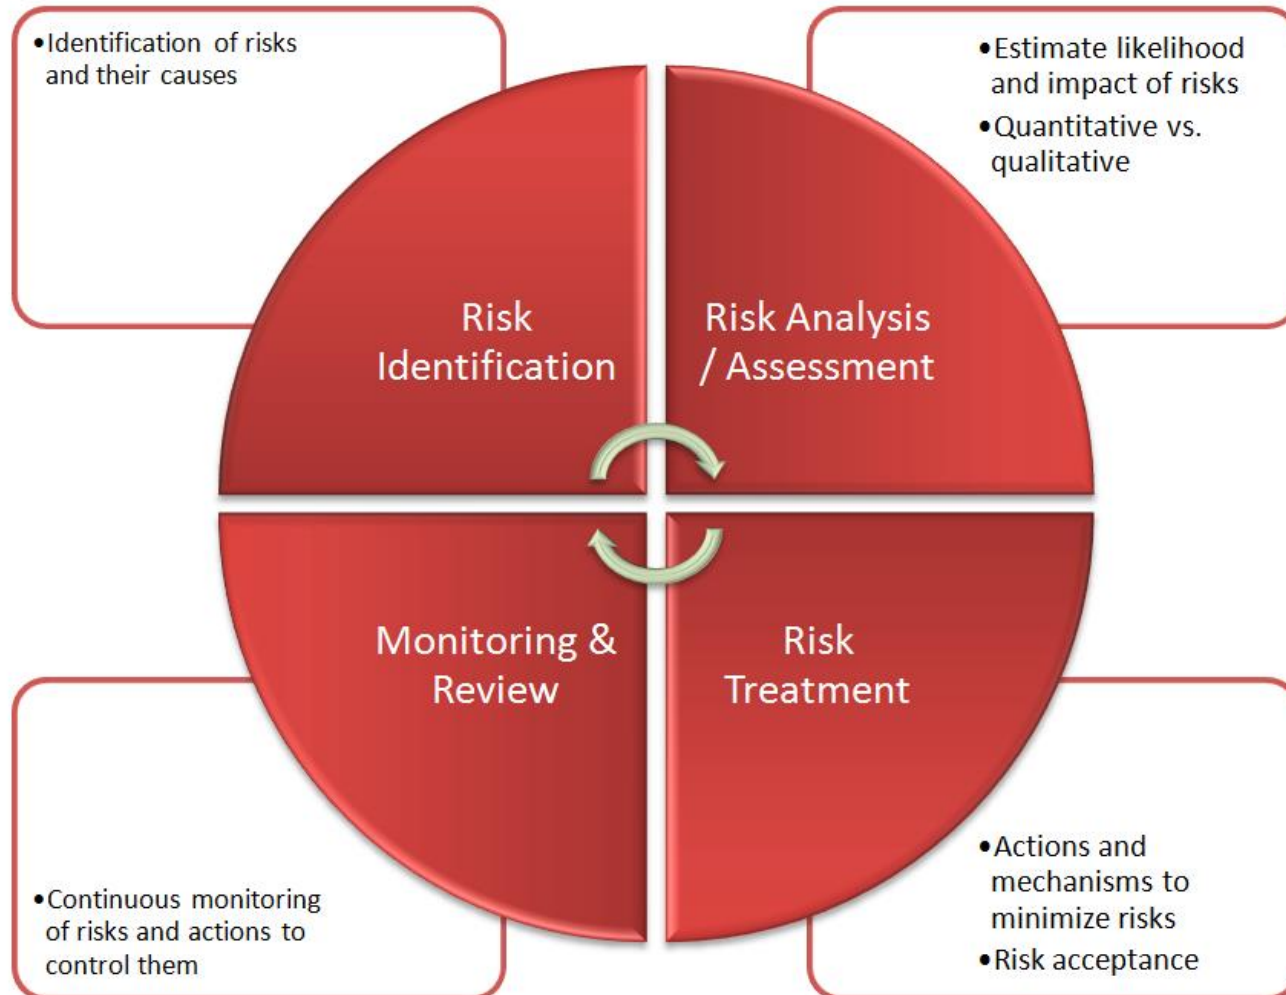 •Identification of risks
and their causes
•Estimate likelihood
and impact of risks
•Quantitative vs.
qualitative
Risk
Identification
Risk Analysis
/ Assessment
Monitoring &
Review
Risk
Treatment
•Continuous monitoring
of risks and actions to
control them
•Actions and
mechanisms to
minimize risks
•Risk acceptance